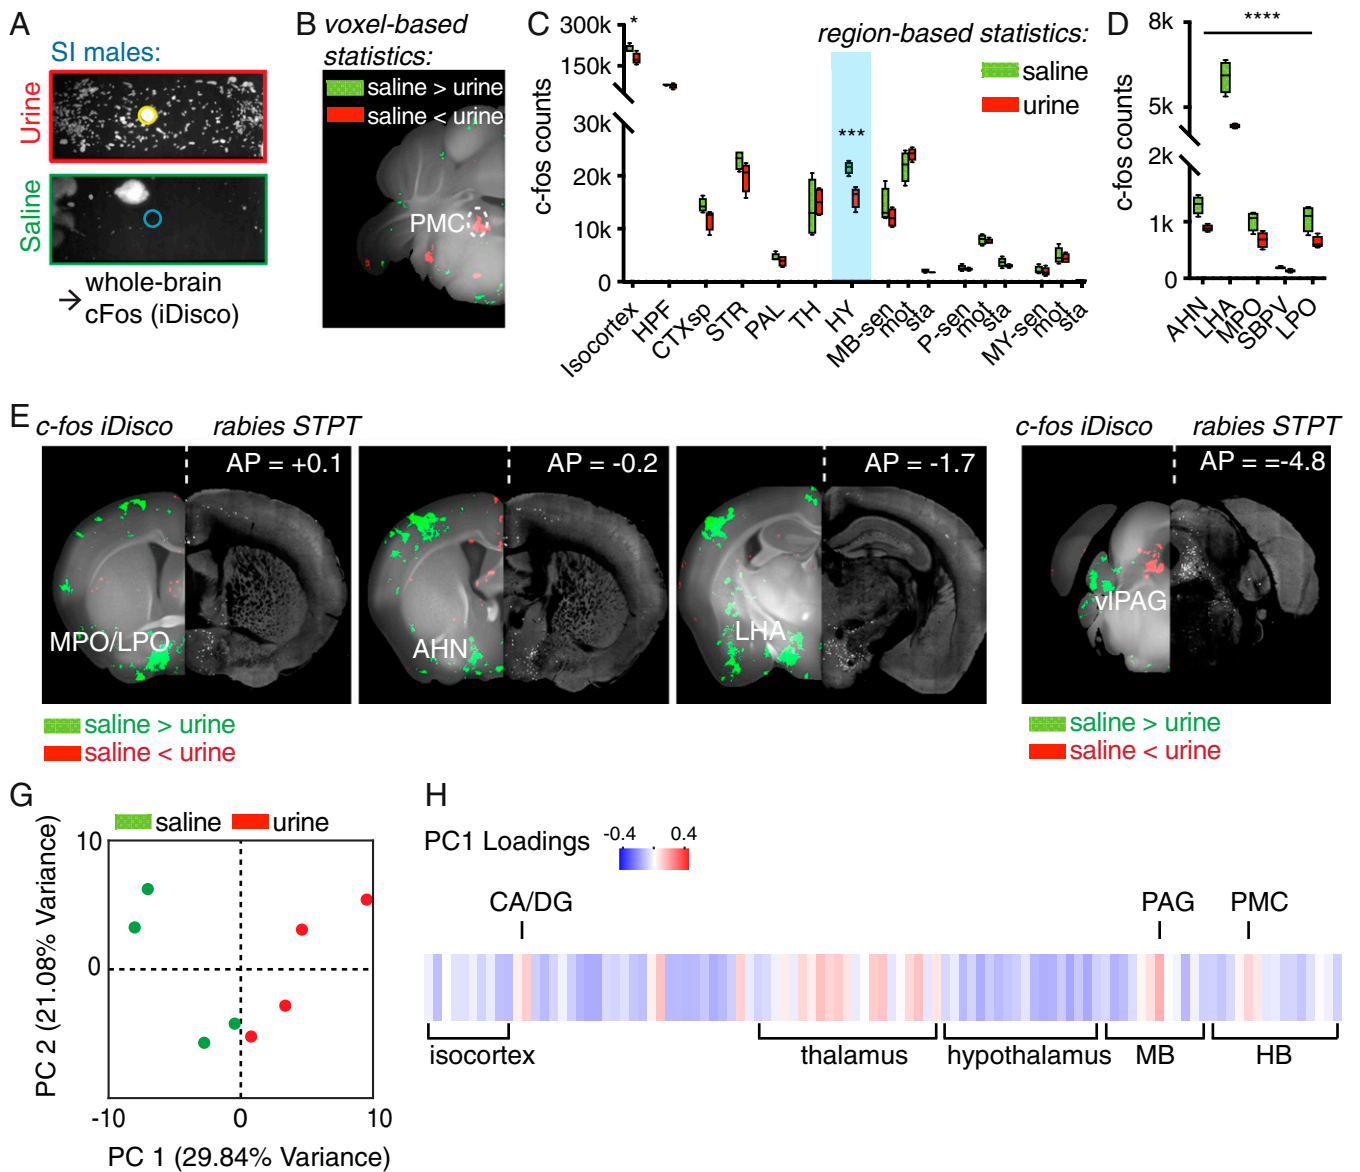 A
SI males:
Urine
Saline
whole-brain
→ cFos (iDisco)
B
voxel-based
statistics:
saline > urine
saline < urine
PMC
C
region-based statistics:
saline
urine
c-fos counts
300k
150k
30k
20k
10k
0
*
***
Isocortex
HPF
CTXsp
STR
PAL
TH
HY
MB-sen
mot
sta
P-sen
mot
sta
MY-sen
mot
sta
D
****
c-fos counts
8k
5k
2k
1k
0
AHN
LHA
MPO
SBPV
LPO
E
c-fos iDisco
rabies STPT
AP = +0.1
MPO/LPO
AP = -0.2
AHN
AP = -1.7
LHA
c-fos iDisco
rabies STPT
AP = =-4.8
vlPAG
saline > urine
saline < urine
saline > urine
saline < urine
G
saline
urine
PC 2 (21.08% Variance)
10
0
-10
0
10
PC 1 (29.84% Variance)
H
PC1 Loadings
-0.4
0.4
CA/DG
PAG
PMC
isocortex
thalamus
hypothalamus
MB
HB